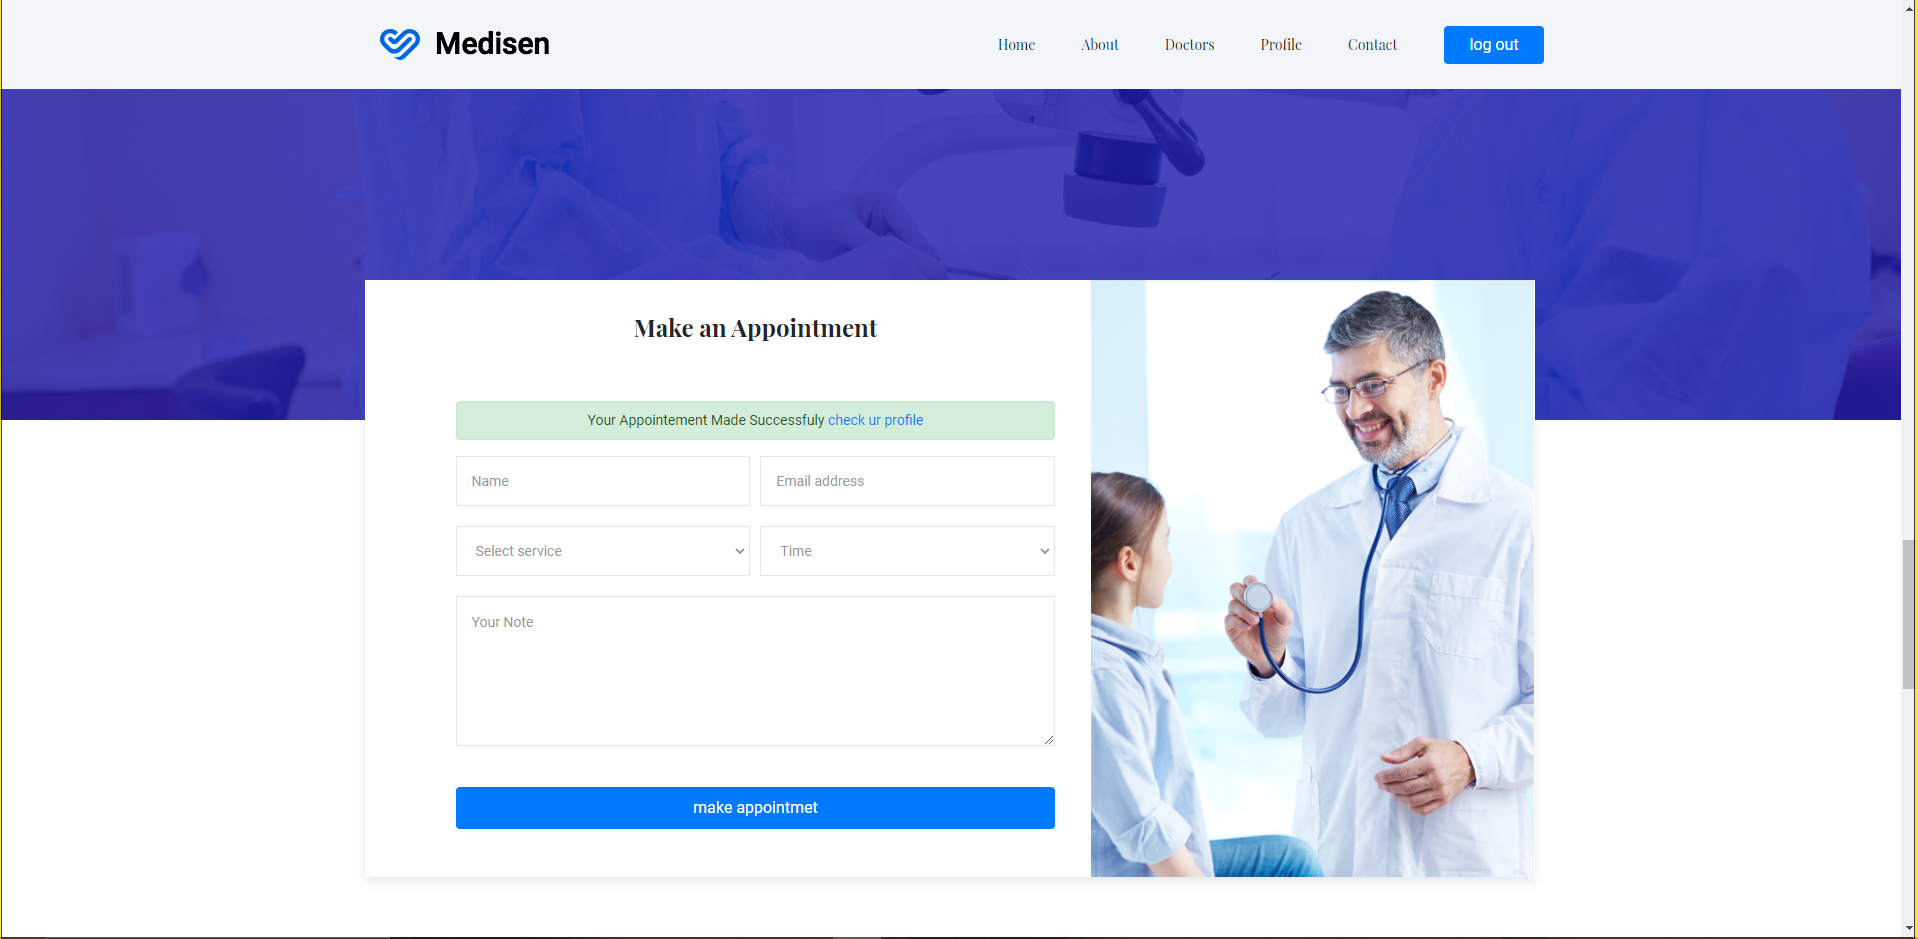 Medisen
Home About Doctors Profile Contact log out
Make an Appointment
Your Appointement Made Successfuly check ur profile
Name Email address
Select service Time
Your Note
make appointmet